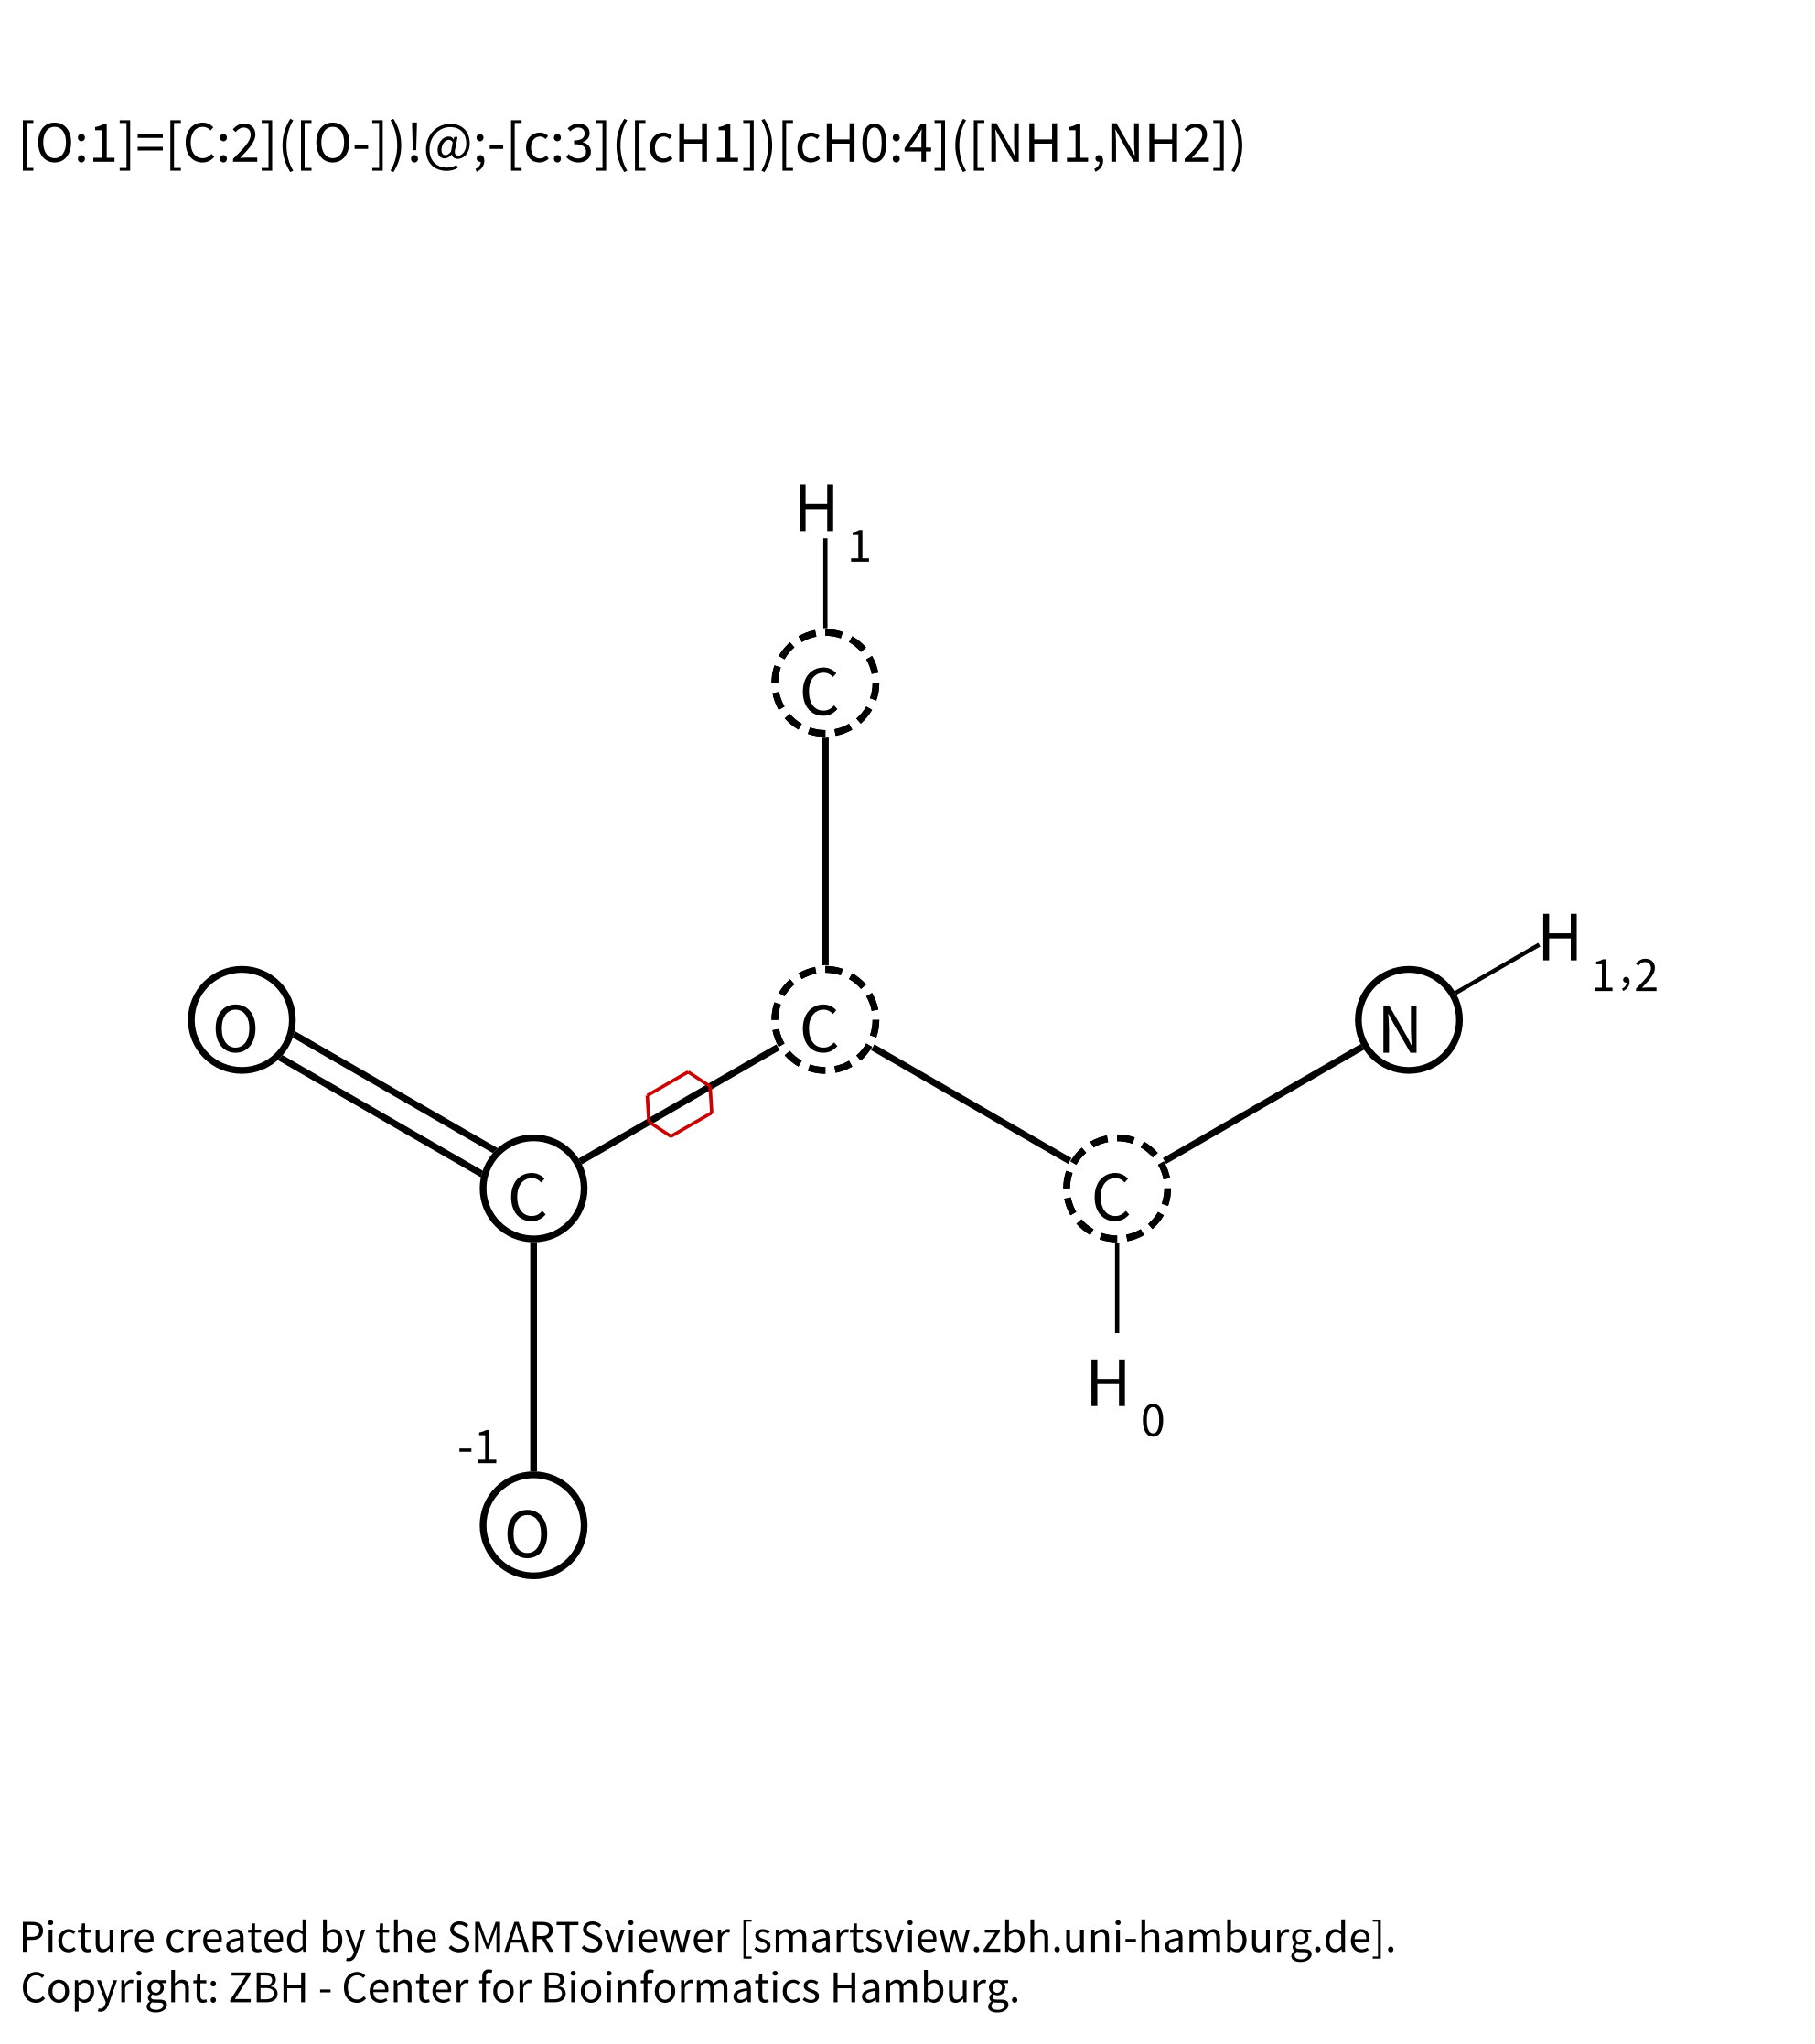 [O:1]=[C:2]([O-])!@;-[c:3]([cH1])[cH0:4]([NH1,NH2])
H 1
C
O
C
N
H 1,2
C
C
H 0
-1
O
Picture created by the SMARTSviewer [smartsview.zbh.uni-hamburg.de].
Copyright: ZBH - Center for Bioinformatics Hamburg.